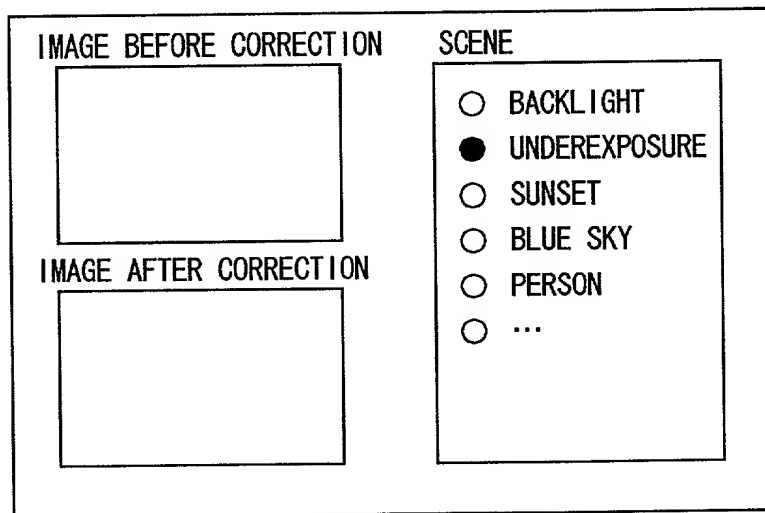 IMAGE BEFORE CORRECTION
SCENE
BACKLIGHT
UNDEREXPOSURE
SUNSET
BLUE SKY
PERSON
...
IMAGE AFTER CORRECTION